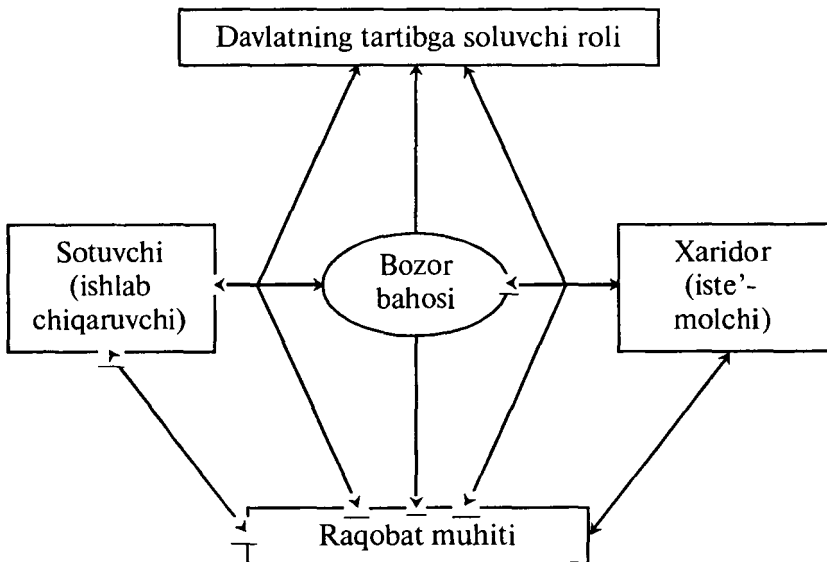 Davlatning tartibga soluvchi roli
Sotuvchi
(ishlab
chiqaruvchi)
Bozor
bahosi
Xaridor
(iste’-
molchi)
Raqobat muhiti